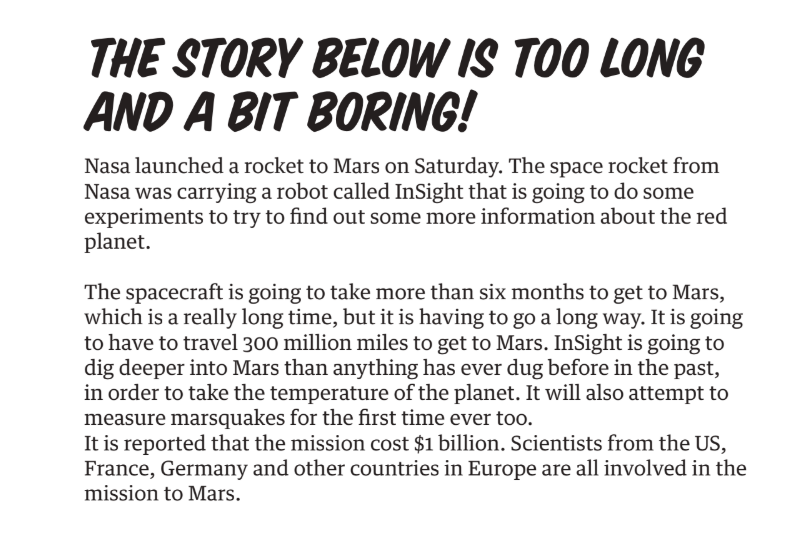 THE STORY BELOW IS TOO LONG
AND A BIT BORING!
Nasa launched a rocket to Mars on Saturday. The space rocket from
Nasa was carrying a robot called InSight that is going to do some
experiments to try to find out some more information about the red
planet.
The spacecraft is going to take more than six months to get to Mars,
which is a really long time, but it is having to go a long way. It is going
to have to travel 300 million miles to get to Mars. InSight is going to
dig deeper into Mars than anything has ever dug before in the past,
in order to take the temperature of the planet. It will also attempt to
measure marsquakes for the first time ever too.
It is reported that the mission cost $1 billion. Scientists from the US,
France, Germany and other countries in Europe are all involved in the
mission to Mars.